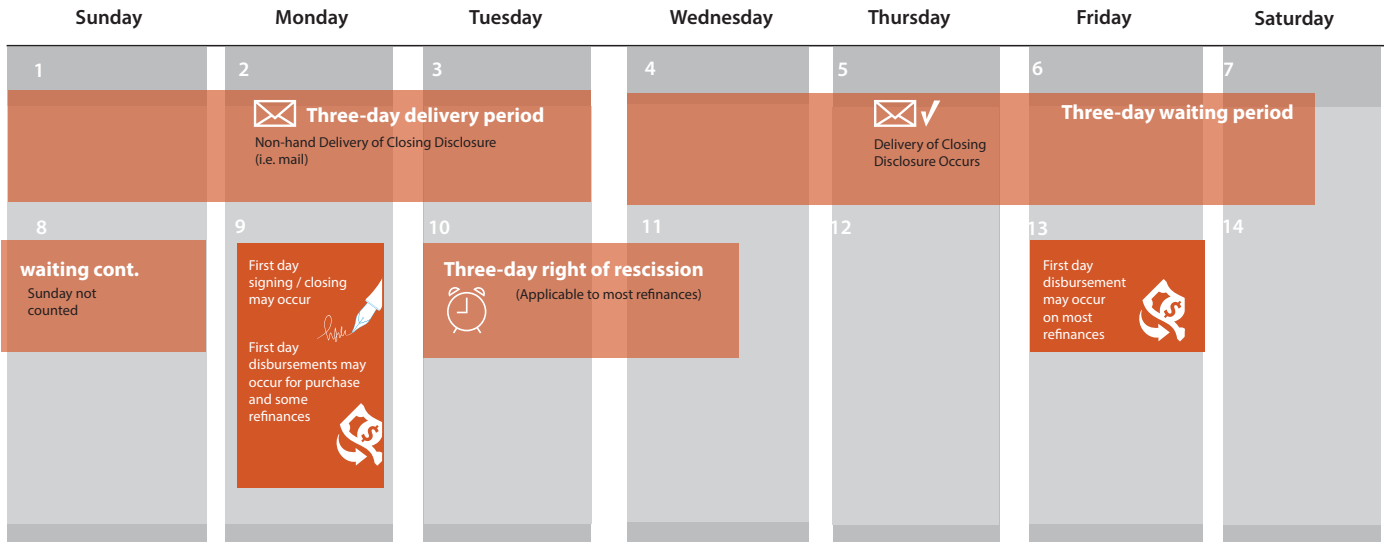 Sunday Monday Tuesday Wednesday Thursday Friday Saturday
1 2 3 4 5 6 7
Three-day delivery period
Non-hand Delivery of Closing Disclosure
(i.e. mail)
Delivery of Closing
Disclosure Occurs
Three-day waiting period
8 9 10 11 12 13 14
waiting cont.
Sunday not
counted
First day
signing / closing
may occur
First day
disbursements may
occur for purchase
and some
refinances
Three-day right of rescission
(Applicable to most refinances)
First day
disbursement
may occur
on most
refinances